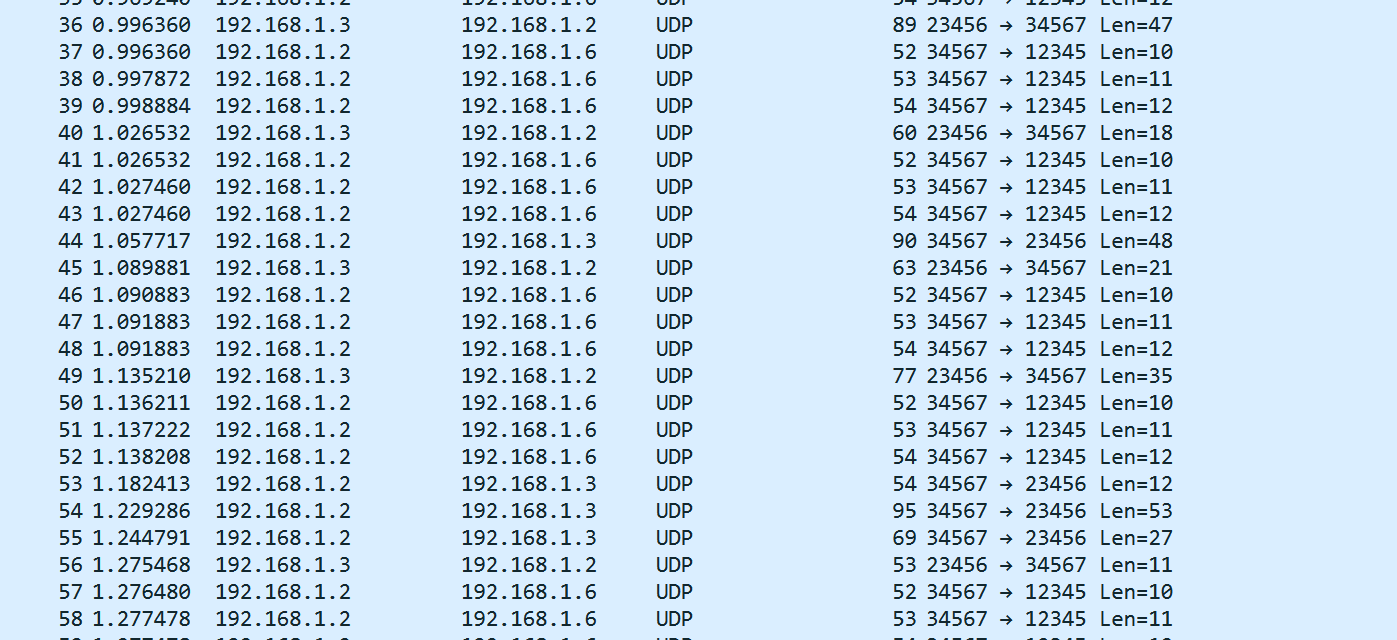 36 0.996360 192.168.1.3 192.168.1.2 UDP 89 23456 → 34567 Len=47
37 0.996360 192.168.1.2 192.168.1.6 UDP 52 34567 → 12345 Len=10
38 0.997872 192.168.1.2 192.168.1.6 UDP 53 34567 → 12345 Len=11
39 0.998884 192.168.1.2 192.168.1.6 UDP 54 34567 → 12345 Len=12
40 1.026532 192.168.1.3 192.168.1.2 UDP 60 23456 → 34567 Len=18
41 1.026532 192.168.1.2 192.168.1.6 UDP 52 34567 → 12345 Len=10
42 1.027460 192.168.1.2 192.168.1.6 UDP 53 34567 → 12345 Len=11
43 1.027460 192.168.1.2 192.168.1.6 UDP 54 34567 → 12345 Len=12
44 1.057717 192.168.1.2 192.168.1.3 UDP 90 34567 → 23456 Len=48
45 1.089881 192.168.1.3 192.168.1.2 UDP 63 23456 → 34567 Len=21
46 1.090883 192.168.1.2 192.168.1.6 UDP 52 34567 → 12345 Len=10
47 1.091883 192.168.1.2 192.168.1.6 UDP 53 34567 → 12345 Len=11
48 1.091883 192.168.1.2 192.168.1.6 UDP 54 34567 → 12345 Len=12
49 1.135210 192.168.1.3 192.168.1.2 UDP 77 23456 → 34567 Len=35
50 1.136211 192.168.1.2 192.168.1.6 UDP 52 34567 → 12345 Len=10
51 1.137222 192.168.1.2 192.168.1.6 UDP 53 34567 → 12345 Len=11
52 1.138208 192.168.1.2 192.168.1.6 UDP 54 34567 → 12345 Len=12
53 1.182413 192.168.1.2 192.168.1.3 UDP 54 34567 → 23456 Len=12
54 1.229286 192.168.1.2 192.168.1.3 UDP 95 34567 → 23456 Len=53
55 1.244791 192.168.1.2 192.168.1.3 UDP 69 34567 → 23456 Len=27
56 1.275468 192.168.1.3 192.168.1.2 UDP 53 23456 → 34567 Len=11
57 1.276480 192.168.1.2 192.168.1.6 UDP 52 34567 → 12345 Len=10
58 1.277478 192.168.1.2 192.168.1.6 UDP 53 34567 → 12345 Len=11